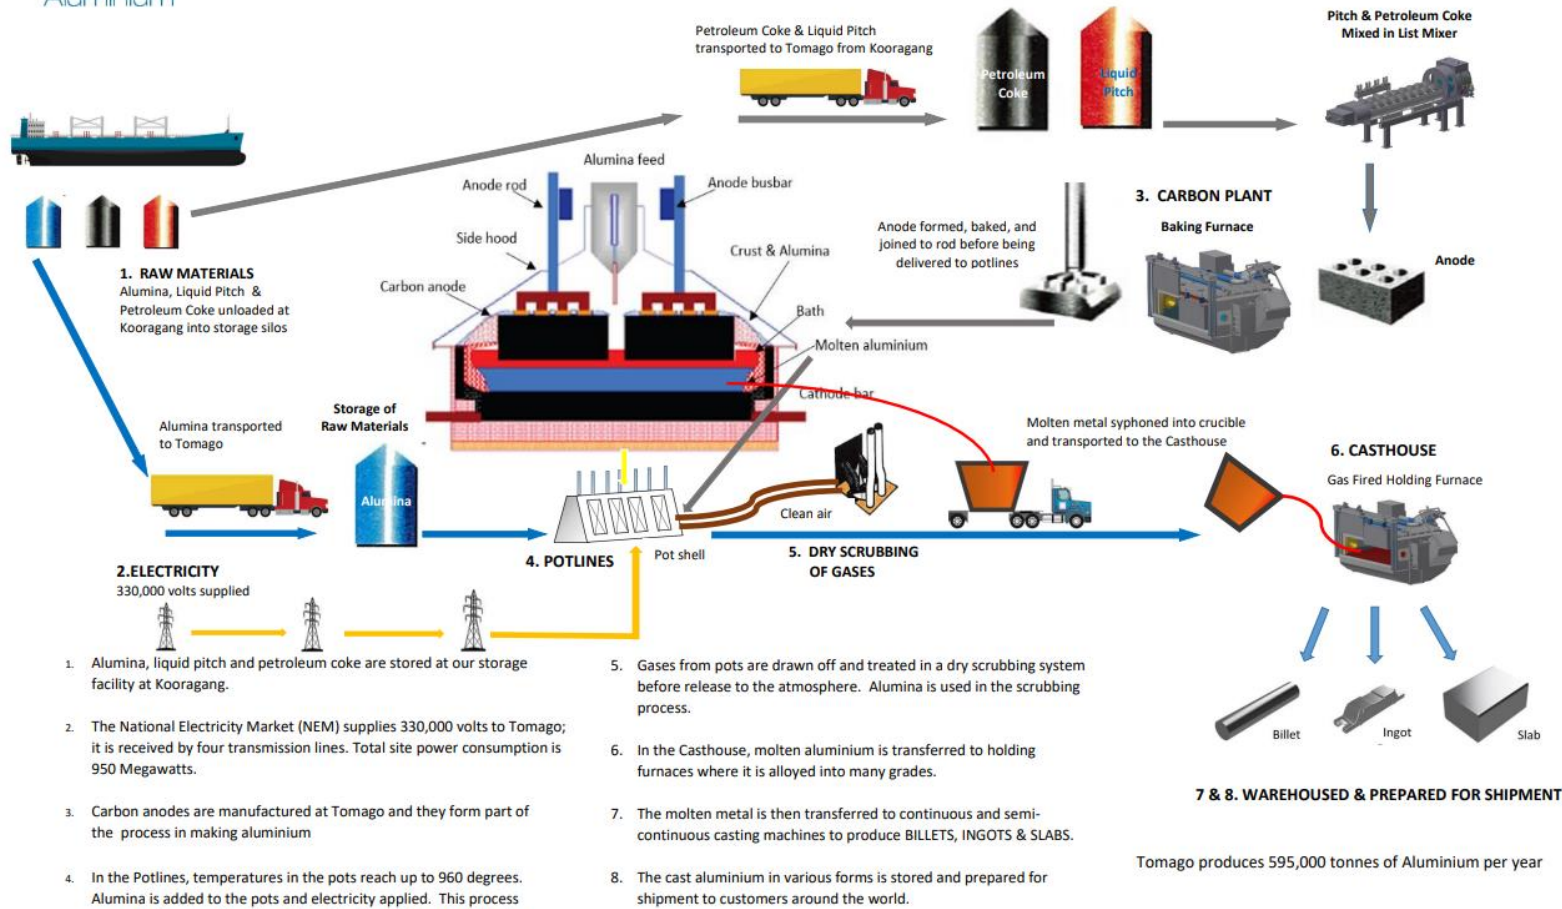 Aluminium
Petroleum Coke & Liquid Pitch
transported to Tomago from Kooragang
Petroleum
Coke
Liquid
Pitch
Pitch & Petroleum Coke
Mixed in List Mixer
Alumina feed
Anode rod
Anode busbar
Side hood
Crust & Alumina
Carbon anode
Bath
Molten aluminium
Cathode bar
3. CARBON PLANT
Baking Furnace
Anode formed, baked, and
joined to rod before being
delivered to potlines
Anode
1. RAW MATERIALS
Alumina, Liquid Pitch &
Petroleum Coke unloaded at
Kooragang into storage silos
Storage of
Raw Materials
Alumina transported
to Tomago
Alumina
Molten metal syphoned into crucible
and transported to the Casthouse
6. CASTHOUSE
Gas Fired Holding Furnace
Clean air
4. POTLINES
Pot shell
5. DRY SCRUBBING
OF GASES
2.ELECTRICITY
330,000 volts supplied
Billet
Ingot
Slab
7 & 8. WAREHOUSED & PREPARED FOR SHIPMENT
Tomago produces 595,000 tonnes of Aluminium per year
1. Alumina, liquid pitch and petroleum coke are stored at our storage
facility at Kooragang.
2. The National Electricity Market (NEM) supplies 330,000 volts to Tomago;
it is received by four transmission lines. Total site power consumption is
950 Megawatts.
3. Carbon anodes are manufactured at Tomago and they form part of
the process in making aluminium
4. In the Potlines, temperatures in the pots reach up to 960 degrees.
Alumina is added to the pots and electricity applied. This process
5. Gases from pots are drawn off and treated in a dry scrubbing system
before release to the atmosphere. Alumina is used in the scrubbing
process.
6. In the Casthouse, molten aluminium is transferred to holding
furnaces where it is alloyed into many grades.
7. The molten metal is then transferred to continuous and semi-
continuous casting machines to produce BILLETS, INGOTS & SLABS.
8. The cast aluminium in various forms is stored and prepared for
shipment to customers around the world.